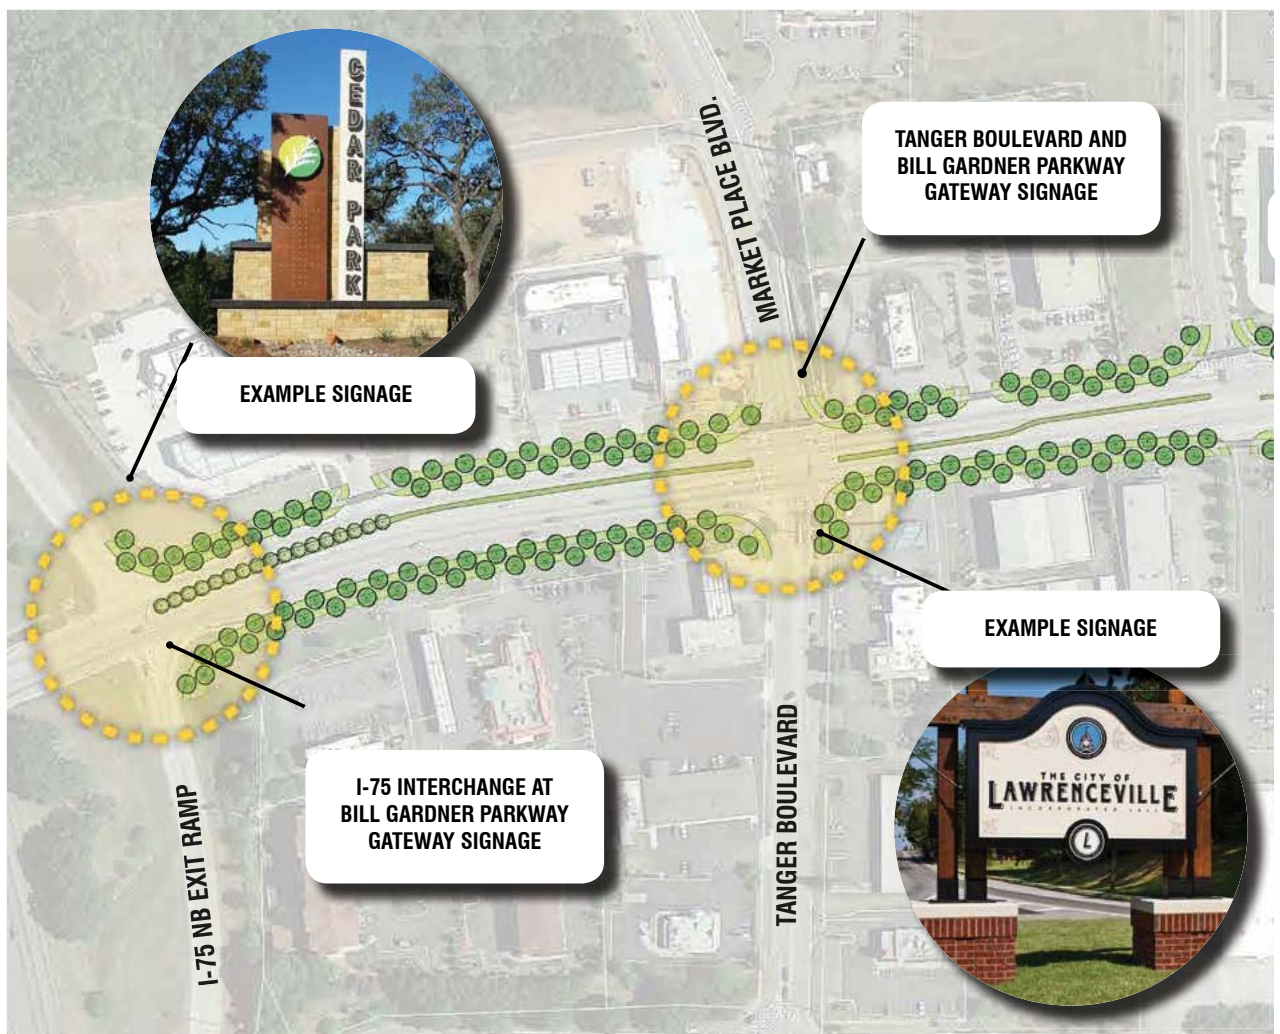 CEDAR PARK
EXAMPLE SIGNAGE
MARKET PLACE BLVD.
TANGER BOULEVARD AND
BILL GARDNER PARKWAY
GATEWAY SIGNAGE
I-75 INTERCHANGE AT
BILL GARDNER PARKWAY
GATEWAY SIGNAGE
I-75 NB EXIT RAMP
TANGER BOULEVARD
EXAMPLE SIGNAGE
THE CITY OF
LAWRENCEVILLE
L